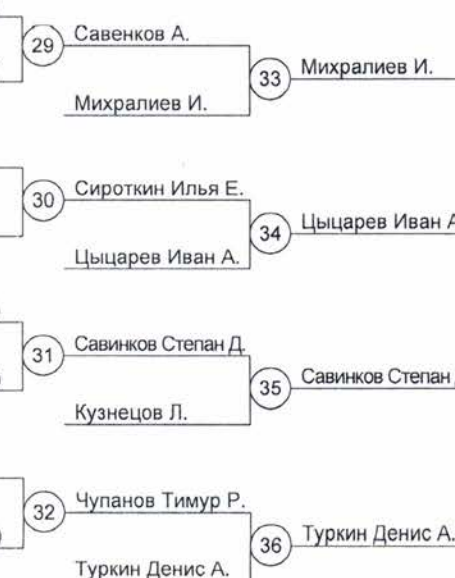 29 Савенков А.
33 Михралиев И.
Михралиев И.
30 Сироткин Илья Е.
34 Цыцарев Иван А
Цыцарев Иван А.
31 Савинков Степан Д.
35 Савинков Степан
Кузнецов Л.
32 Чупанов Тимур Р.
36 Туркин Денис А.
Туркин Денис А.